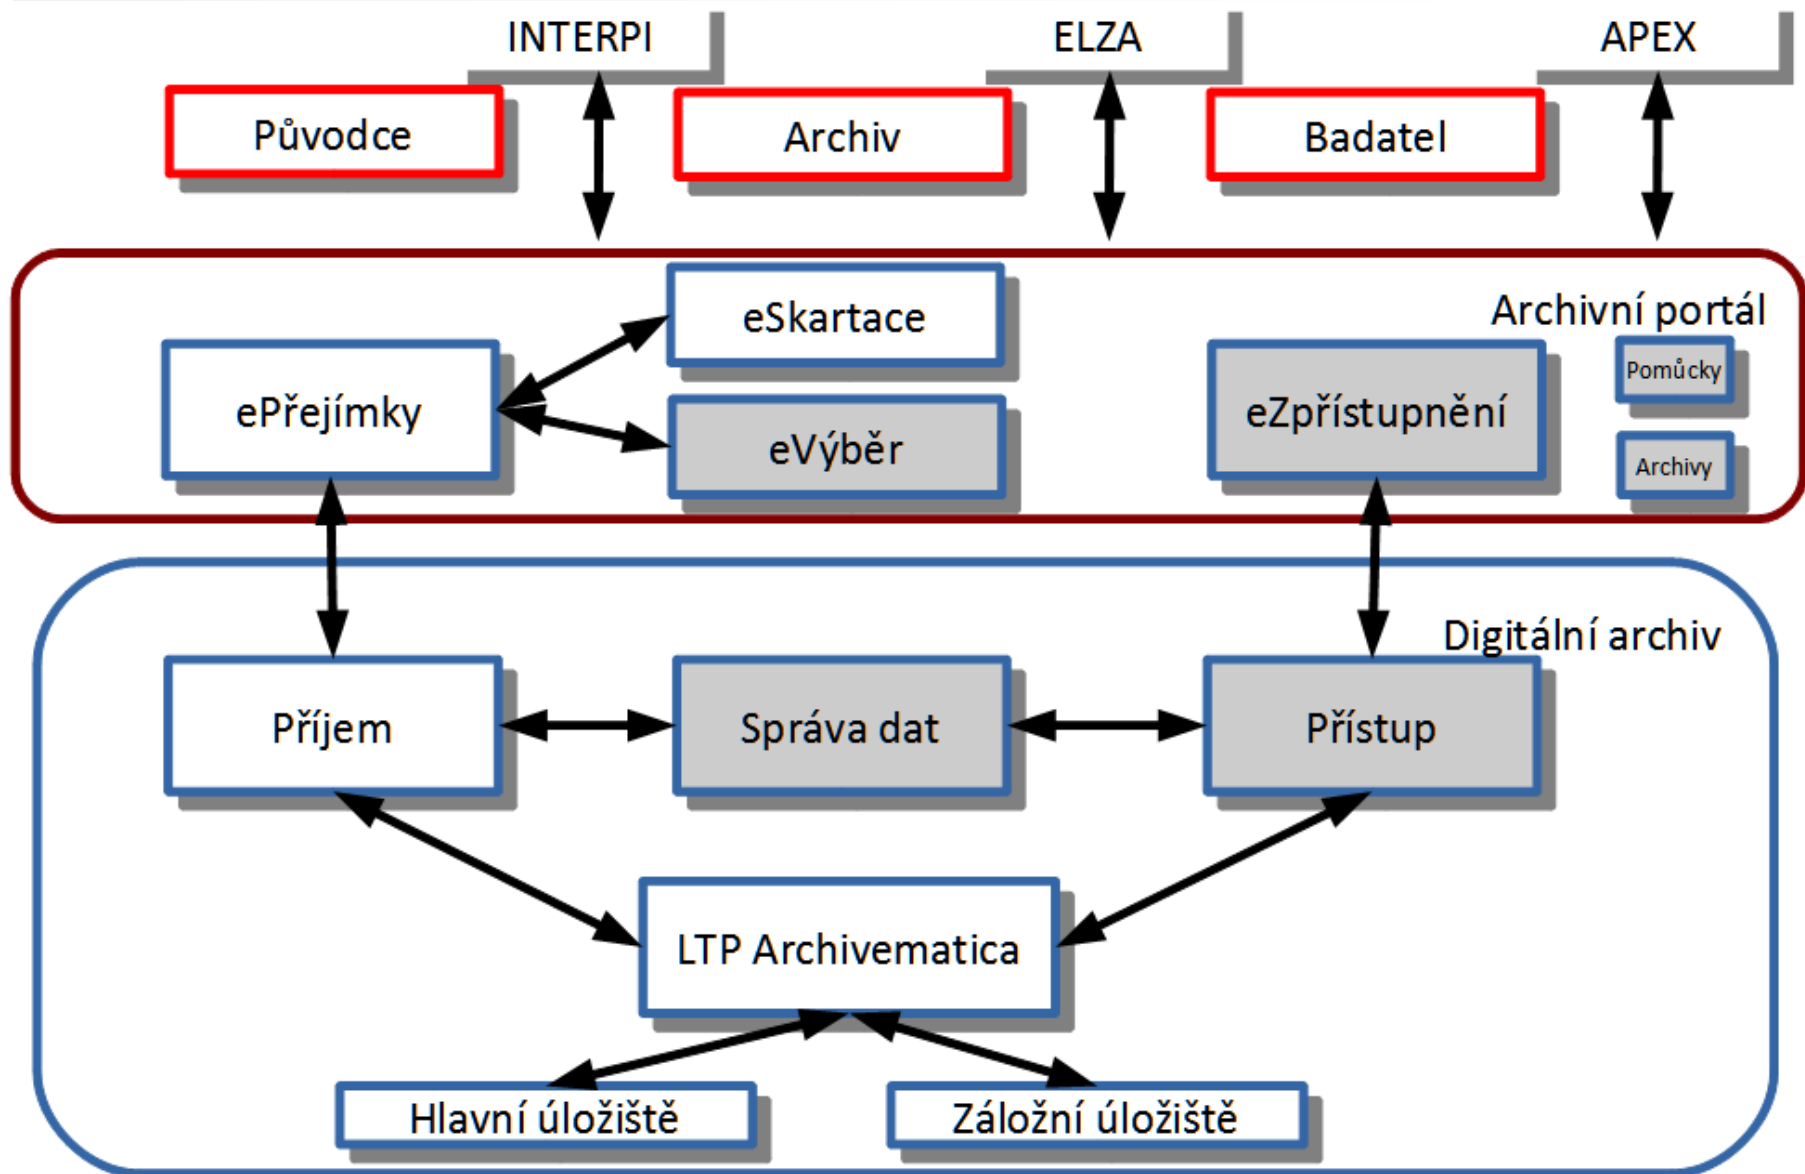 INTERPI
ELZA
APEX
Původce
Archiv
Badatel
eSkartace
Archivní portál
ePřejímky
eVýběr
eZpřístupnění
Pomůcky
Archivy
Digitální archiv
Příjem
Správa dat
Přístup
LTP Archivematica
Hlavní úložiště
Záložní úložiště